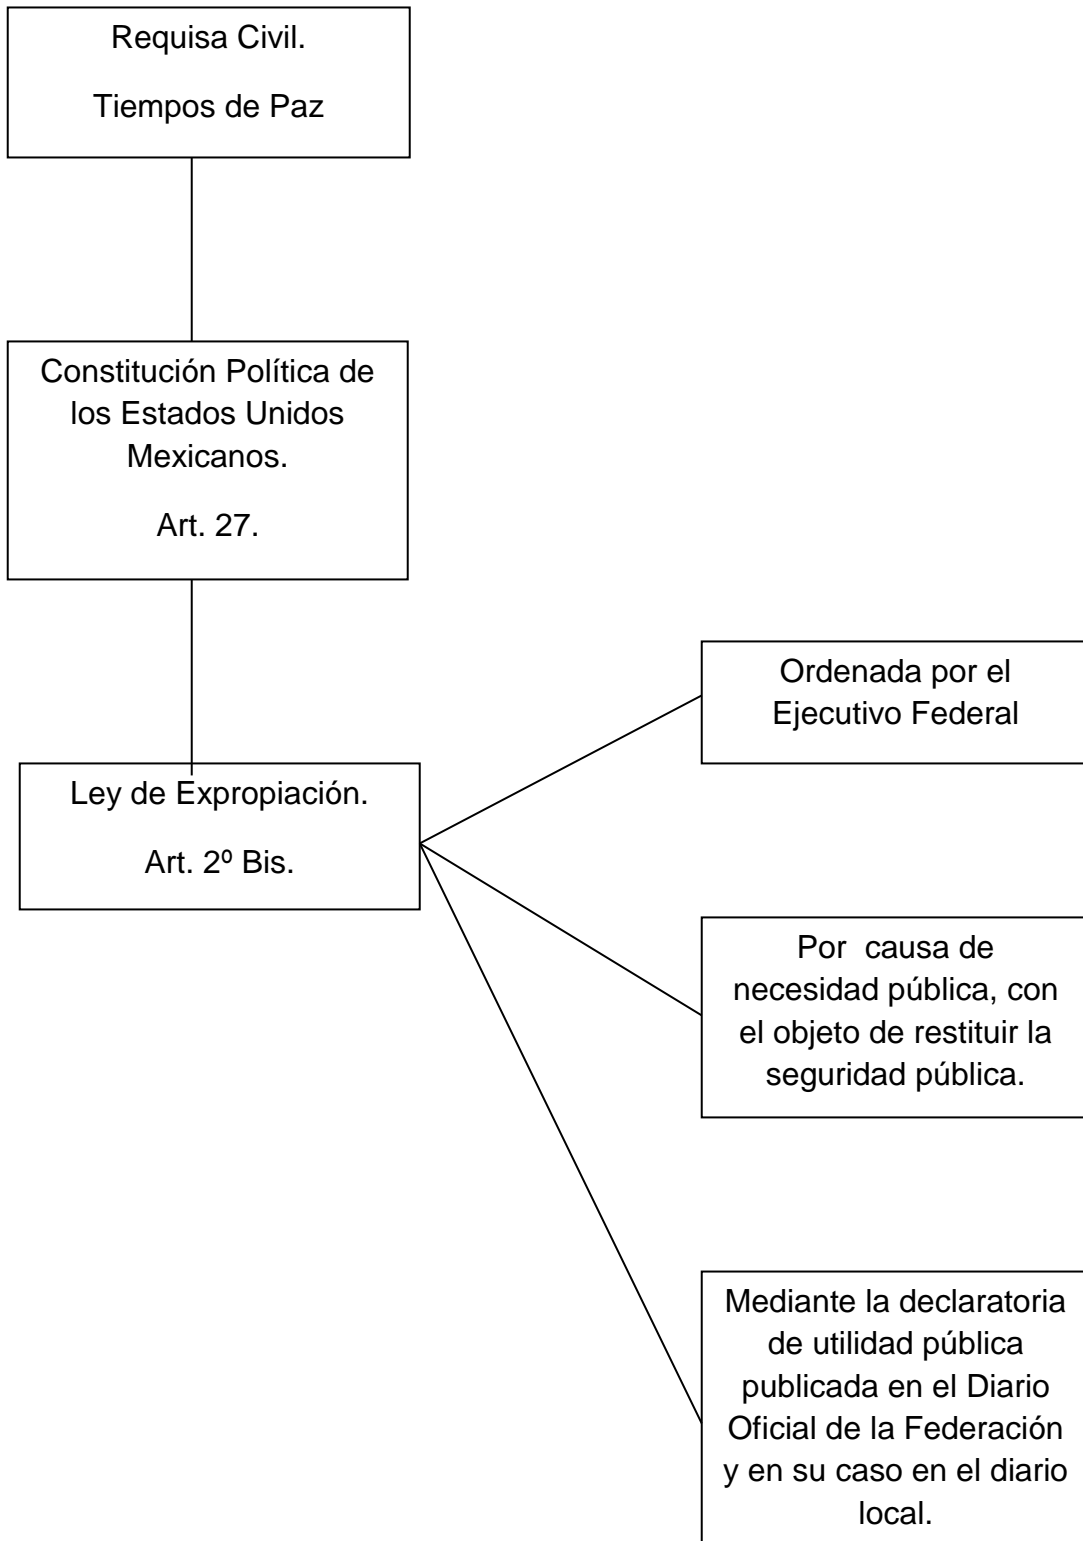 Requisa Civil.
Tiempos de Paz
Constitución Política de
los Estados Unidos
Mexicanos.
Art. 27.
Ley de Expropiación.
Art. 2º Bis.
Ordenada por el
Ejecutivo Federal
Por causa de
necesidad pública, con
el objeto de restituir la
seguridad pública.
Mediante la declaratoria
de utilidad pública
publicada en el Diario
Oficial de la Federación
y en su caso en el diario
local.